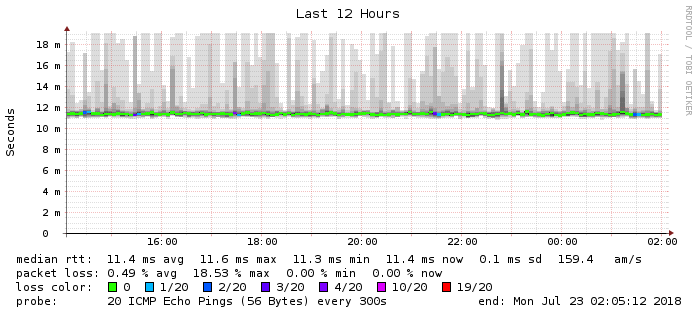 Last 12 Hours
RRDTOOL / TOBI OETIKER
Seconds
18 m
16 m
14 m
12 m
10 m
8 m
6 m
4 m
2 m
0
16:00 18:00 20:00 22:00 00:00 02:00
median rtt: 11.4 ms avg 11.6 ms max 11.3 ms min 11.4 ms now 0.1 ms sd 159.4 am/s
packet loss: 0.49 % avg 18.53 % max 0.00 % min 0.00 % now
loss color: 0 1/20 2/20 3/20 4/20 10/20 19/20
probe: 20 ICMP Echo Pings (56 Bytes) every 300s end: Mon Jul 23 02:05:12 2018